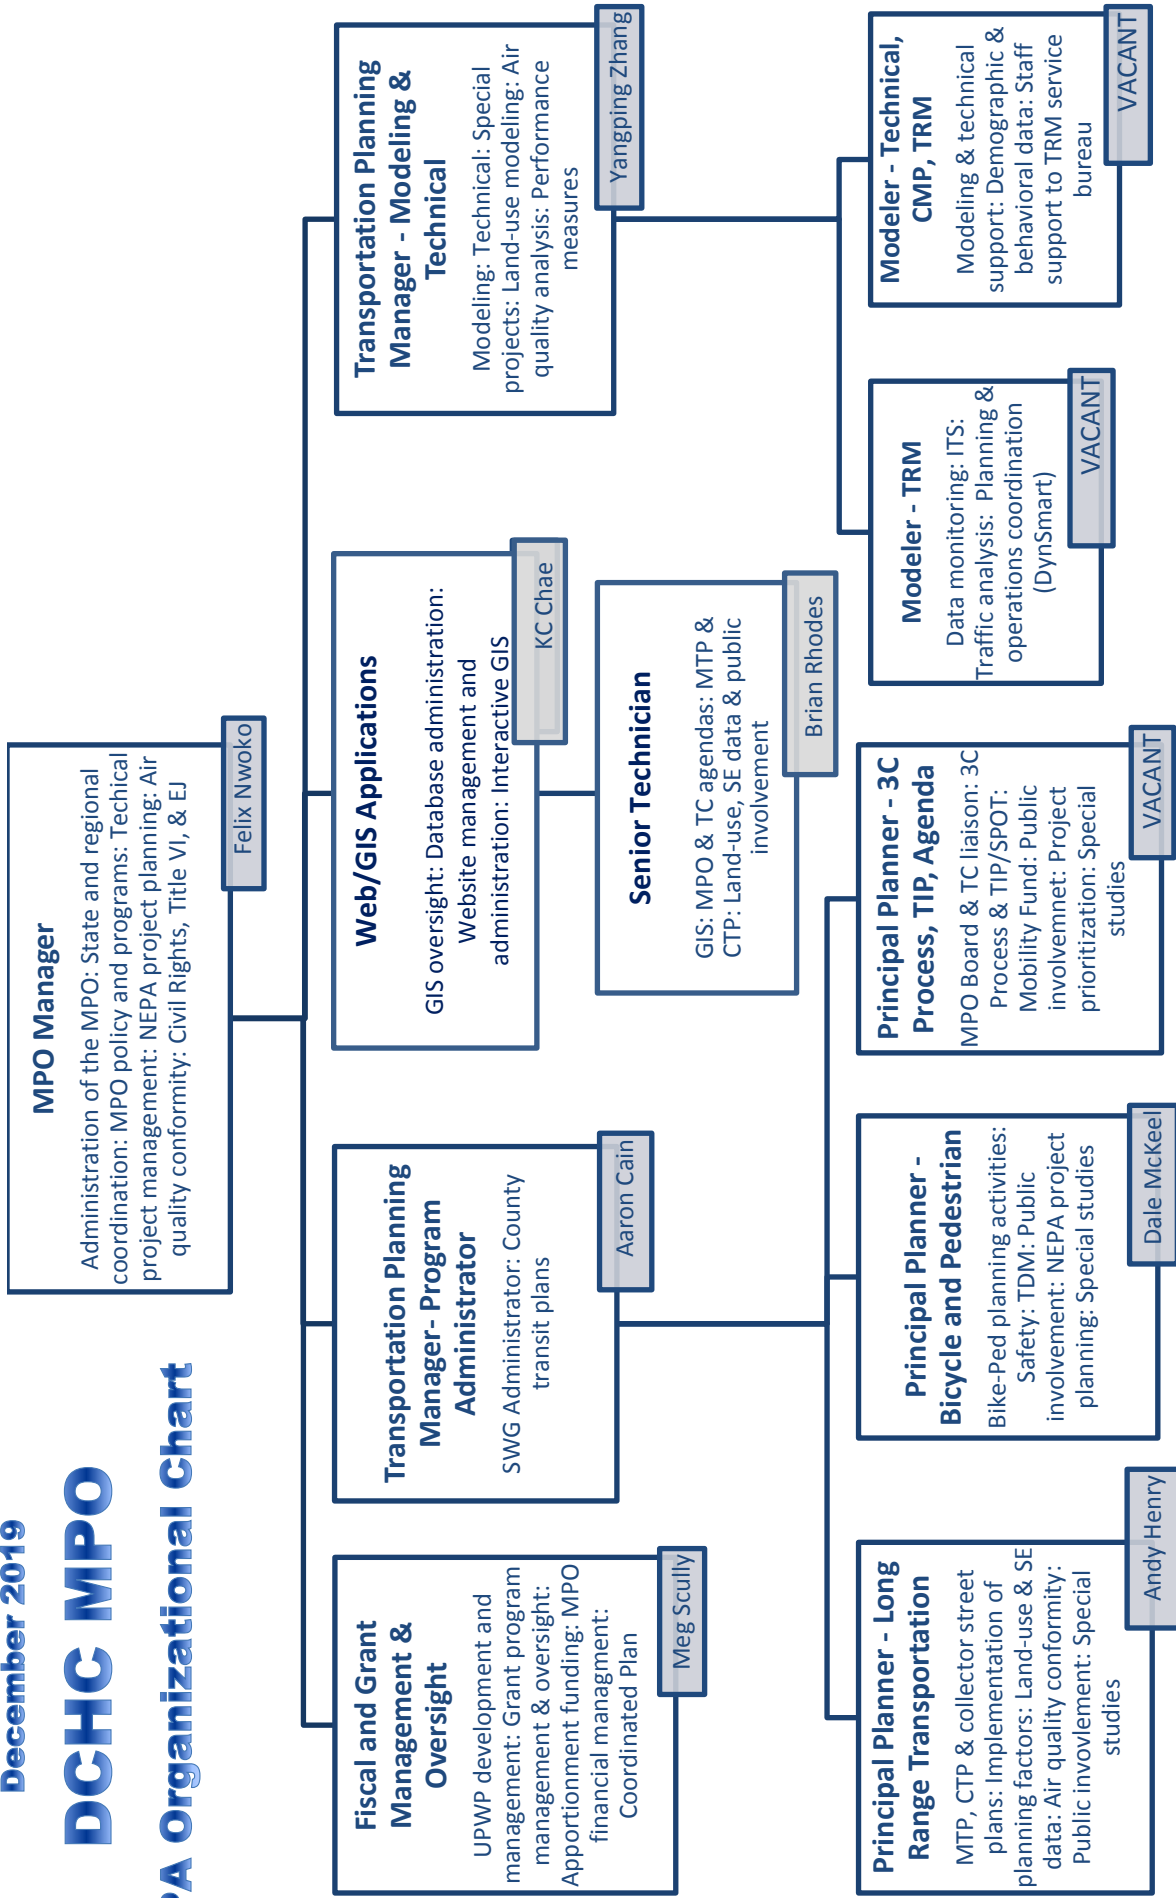 December 2019
DCHC MPO
Organizational Chart
MPO Manager
Administration of the MPO: State and regional
coordination: MPO policy and programs: Techical
project management: NEPA project planning: Air
quality conformity: Civil Rights, Title VI, & EJ
Felix Nwoko
Fiscal and Grant
Management &
Oversight
UPWP development and
management: Grant program
management & oversight:
Apportionment funding: MPO
financial managment:
Coordinated Plan
Meg Scully
Transportation Planning
Manager- Program
Administrator
SWG Administrator: County
transit plans
Aaron Cain
Web/GIS Applications
GIS oversight: Database administration:
Website management and
administration: Interactive GIS
KC Chae
Transportation Planning
Manager - Modeling &
Technical
Modeling: Technical: Special
projects: Land-use modeling: Air
quality analysis: Performance
measures
Yangping Zhang
Senior Technician
GIS: MPO & TC agendas: MTP &
CTP: Land-use, SE data & public
involvement
Brian Rhodes
Principal Planner - Long
Range Transportation
MTP, CTP & collector street
plans: Implementation of
planning factors: Land-use & SE
data: Air quality conformity:
Public invovlement: Special
studies
Andy Henry
Principal Planner -
Bicycle and Pedestrian
Bike-Ped planning activities:
Safety: TDM: Public
involvement: NEPA project
planning: Special studies
Dale McKeel
Principal Planner - 3C
Process, TIP, Agenda
MPO Board & TC liaison: 3C
Process & TIP/SPOT:
Mobility Fund: Public
involvemnet: Project
prioritization: Special
studies
VACANT
Modeler - TRM
Data monitoring: ITS:
Traffic analysis: Planning &
operations coordination
(DynSmart)
VACANT
Modeler - Technical,
CMP, TRM
Modeling & technical
support: Demographic &
behavioral data: Staff
support to TRM service
bureau
VACANT